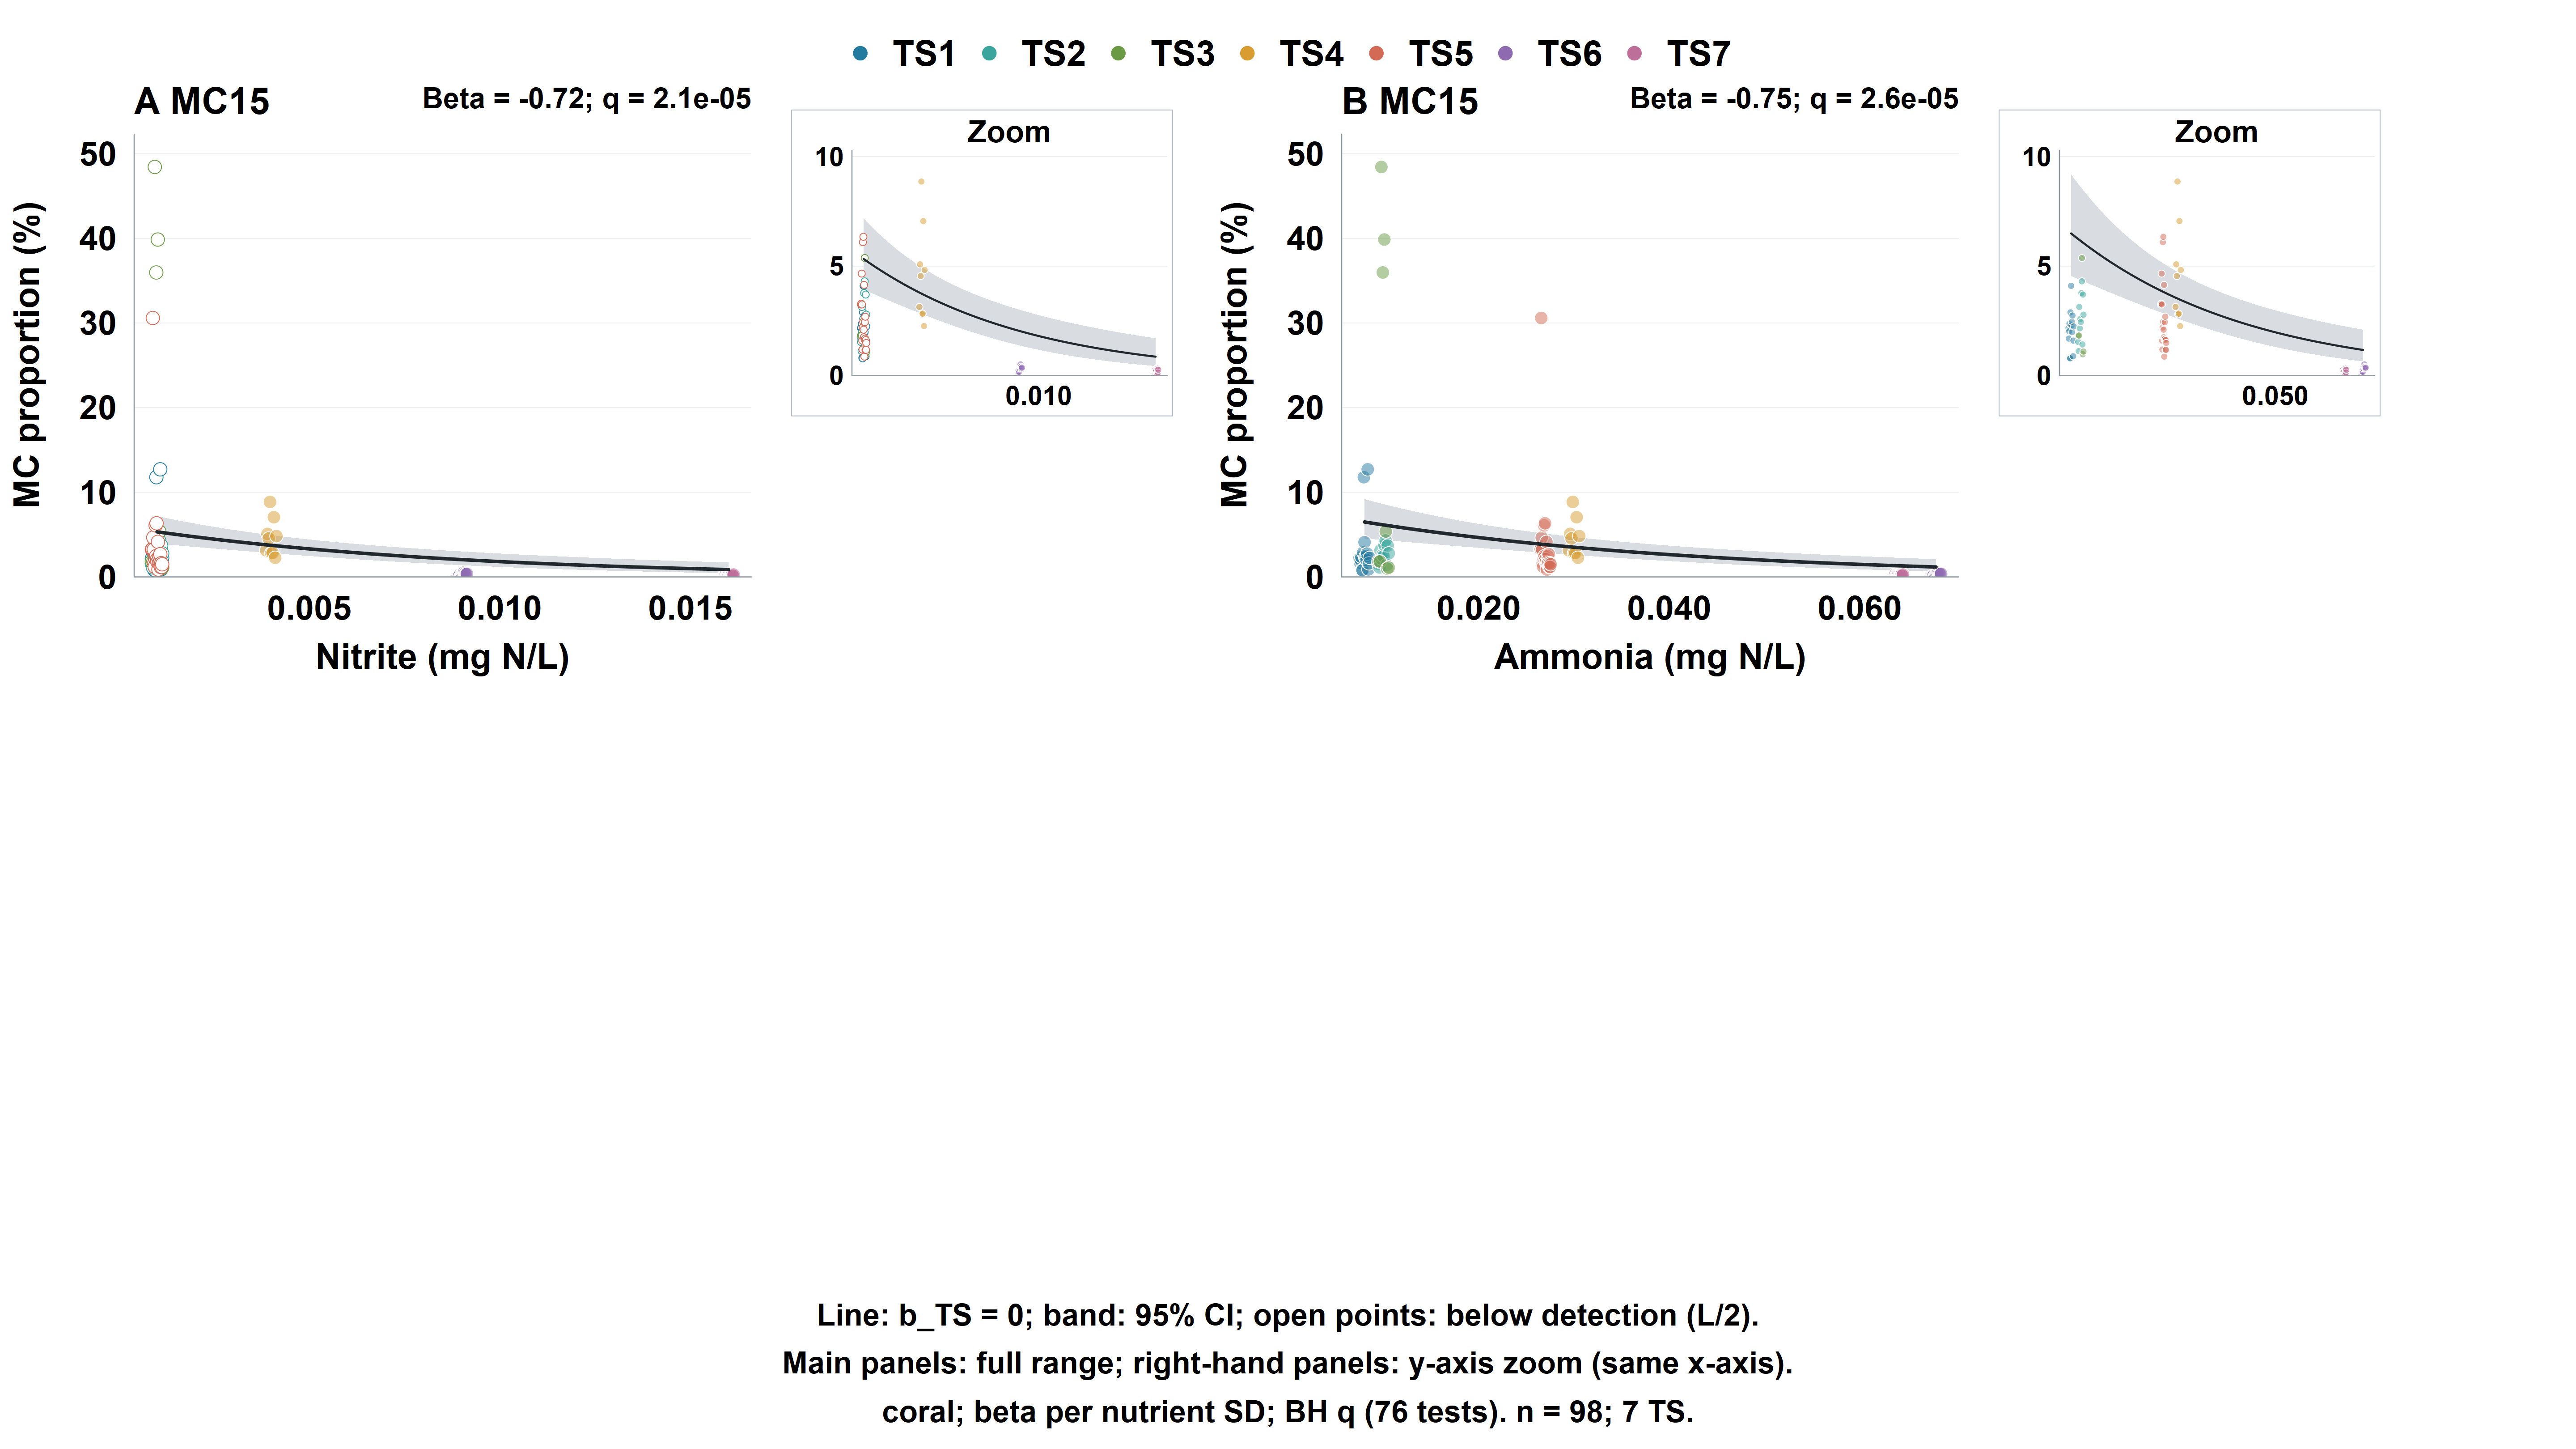 TS1 TS2 TS3 TS4 TS5 TS6 TS7
A MC15
Beta = -0.72; q = 2.1e-05
MC proportion (%)
50
40
30
20
10
0
0.005 0.010 0.015
Nitrite (mg N/L)
Zoom
10
5
0
0.010
B MC15
Beta = -0.75; q = 2.6e-05
MC proportion (%)
50
40
30
20
10
0
0.020 0.040 0.060
Ammonia (mg N/L)
Zoom
10
5
0
0.050
Line: b_TS = 0; band: 95% CI; open points: below detection (L/2).
Main panels: full range; right-hand panels: y-axis zoom (same x-axis).
coral; beta per nutrient SD; BH q (76 tests). n = 98; 7 TS.